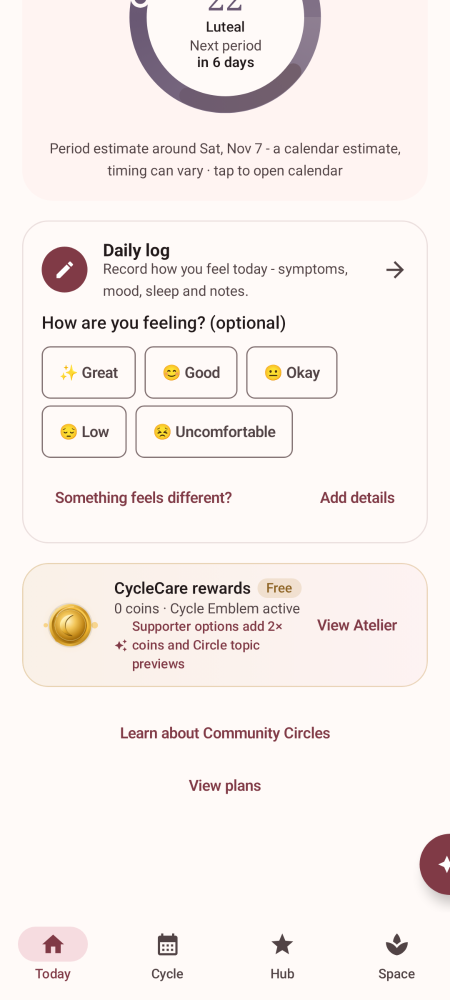 22
Luteal
Next period
in 6 days
Period estimate around Sat, Nov 7 - a calendar estimate,
timing can vary · tap to open calendar
Daily log
Record how you feel today - symptoms,
mood, sleep and notes.
How are you feeling? (optional)
✨ Great
😊 Good
😐 Okay
😔 Low
😣 Uncomfortable
Something feels different?
Add details
CycleCare rewards Free
0 coins · Cycle Emblem active
Supporter options add 2×
coins and Circle topic
previews
View Atelier
Learn about Community Circles
View plans
Today
Cycle
Hub
Space